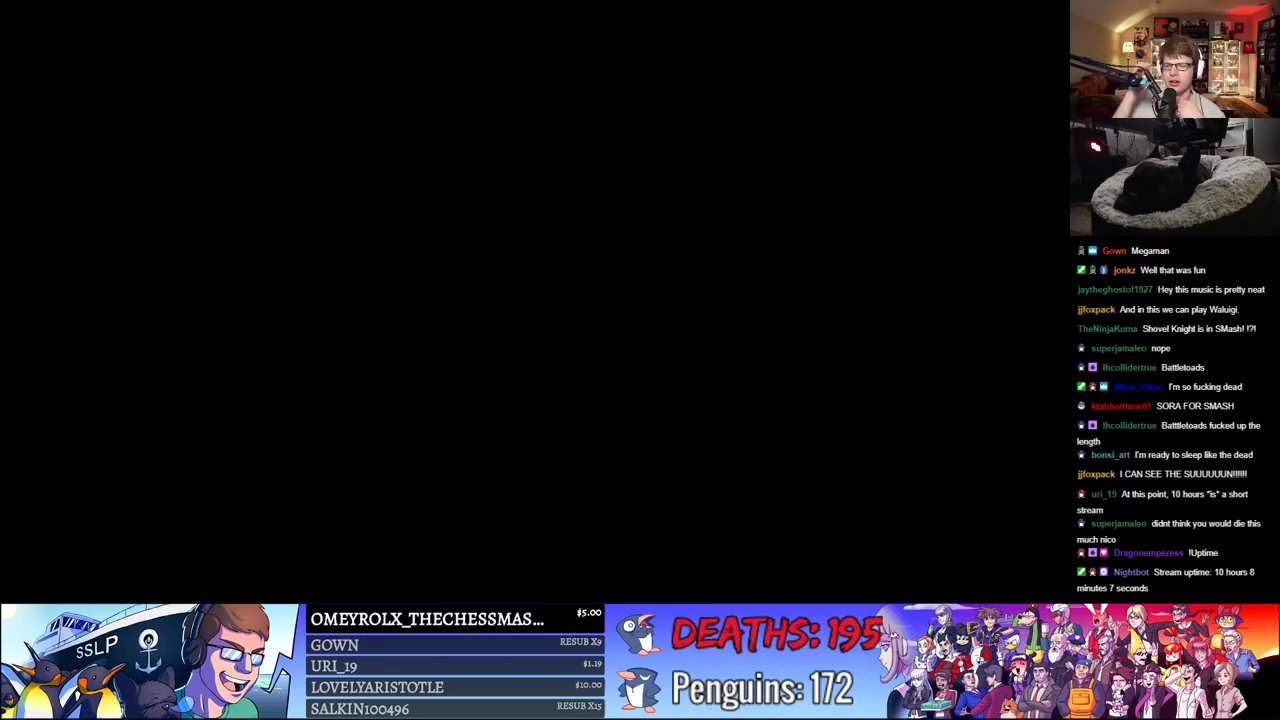 Gown Megaman
jonkz Well that was fun
jaytheghostof1827 Hey this music is pretty neat
jjfoxpack And in this we can play Waluigi.
TheNinjaKuma Shovel Knight is in SMash! !?!
superjamaleo nope
lhcollidertrue Battletoads
I'm so fucking dead
ktabbottlane01 SORA FOR SMASH
lhcollidertrue Batttletoads fucked up the
length
bonsi_art I'm ready to sleep like the dead
jjfoxpack I CAN SEE THE SUUUUUUN!!!!!!!
uri_19 At this point, 10 hours *is* a short
stream
superjamaleo didnt think you would die this
much nico
Dragonemperess !Uptime
Nightbot Stream uptime: 10 hours 8
minutes 7 seconds
SSLP
OMEYROLX_THECHESSMAS... $5.00
GOWN RESUB X9
URI_19 $1.19
LOVELYARISTOTLE $10.00
SALKIN100496 RESUB X15
DEATHS: 195
Penguins: 172